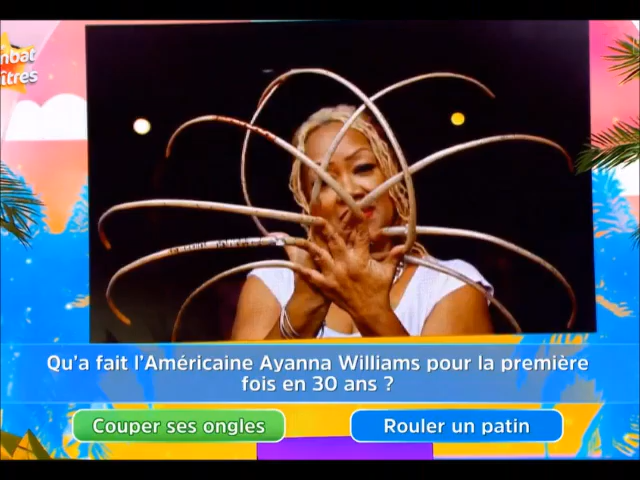 Qu'a fait l'Américaine Ayanna Williams pour la première
fois en 30 ans ?
Couper ses ongles
Rouler un patin